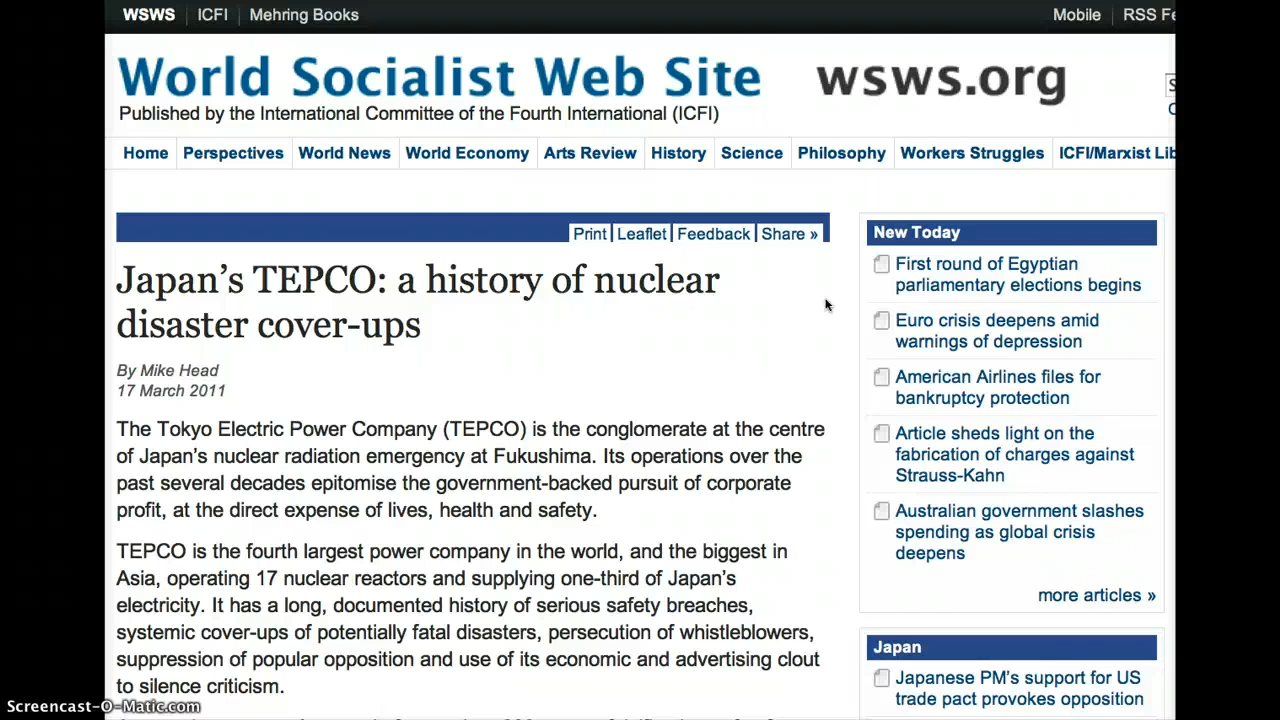 WSWS ICFI Mehring Books Mobile RSS Fe
World Socialist Web Site wsws.org
Published by the International Committee of the Fourth International (ICFI)
Home Perspectives World News World Economy Arts Review History Science Philosophy Workers Struggles ICFI/Marxist Lib
Print Leaflet Feedback Share »
Japan’s TEPCO: a history of nuclear
disaster cover-ups
By Mike Head
17 March 2011
The Tokyo Electric Power Company (TEPCO) is the conglomerate at the centre
of Japan’s nuclear radiation emergency at Fukushima. Its operations over the
past several decades epitomise the government-backed pursuit of corporate
profit, at the direct expense of lives, health and safety.
TEPCO is the fourth largest power company in the world, and the biggest in
Asia, operating 17 nuclear reactors and supplying one-third of Japan’s
electricity. It has a long, documented history of serious safety breaches,
systemic cover-ups of potentially fatal disasters, persecution of whistleblowers,
suppression of popular opposition and use of its economic and advertising clout
to silence criticism.
New Today
First round of Egyptian
parliamentary elections begins
Euro crisis deepens amid
warnings of depression
American Airlines files for
bankruptcy protection
Article sheds light on the
fabrication of charges against
Strauss-Kahn
Australian government slashes
spending as global crisis
deepens
more articles »
Japan
Japanese PM’s support for US
trade pact provokes opposition
Screencast-O-Matic.com